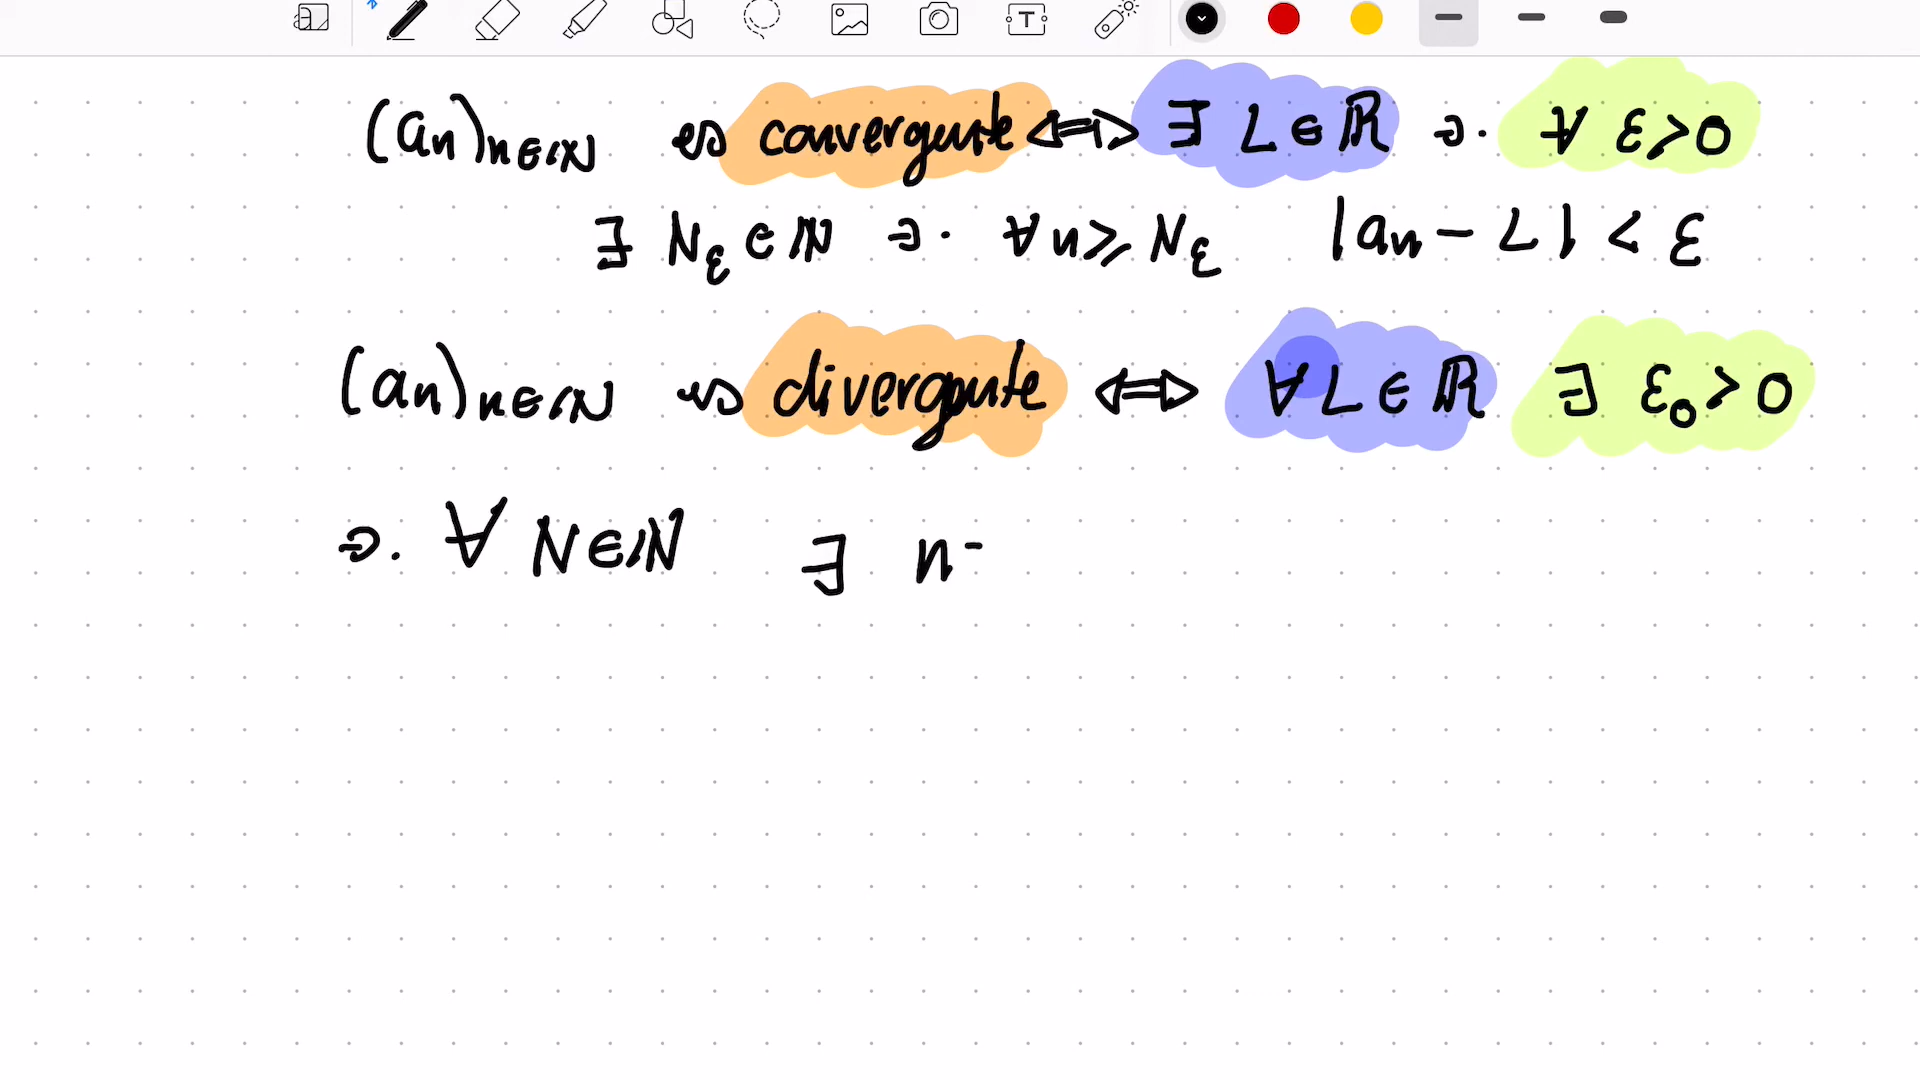 (an)n∈ℕ es convergente ⟺ ∃ L∈ℝ ∋· ∀ ε>0
∃ Nε∈ℕ ∋· ∀n≥Nε |an-L|<ε
(an)n∈ℕ es divergente ⟺ ∀L∈ℝ ∃ ε0>0
∋· ∀ N∈ℕ ∃ n-